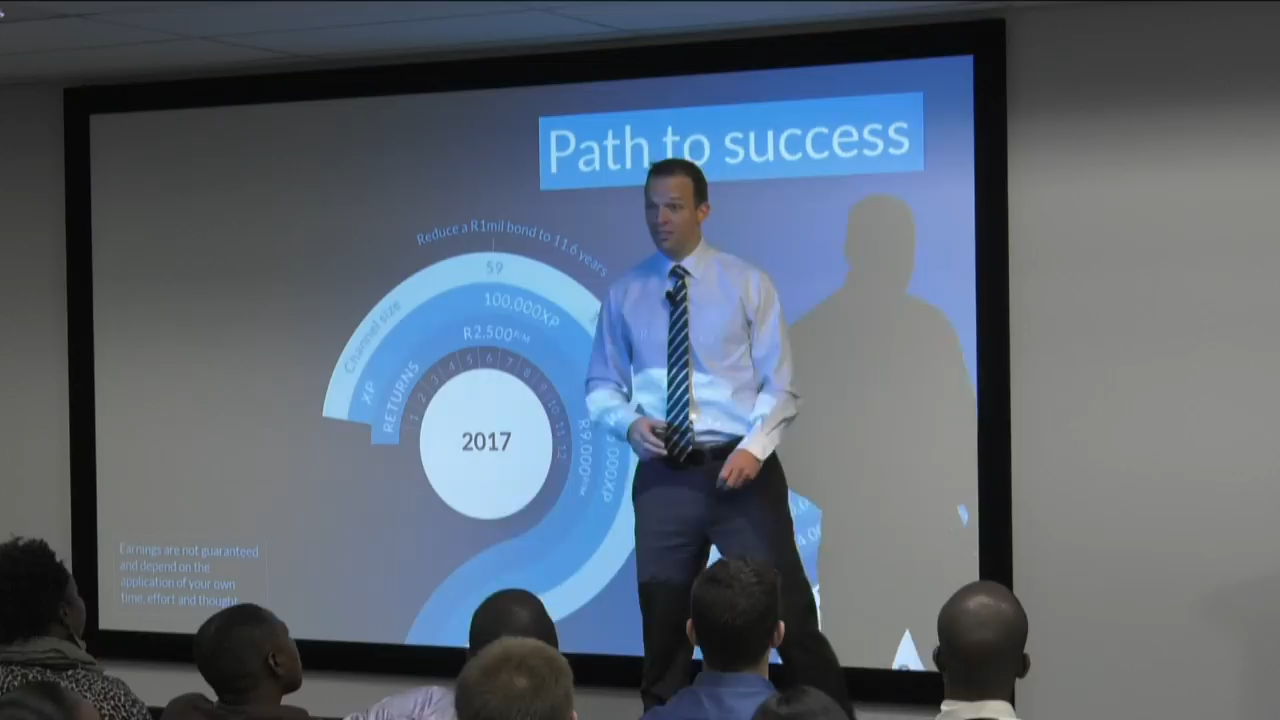 Path to success
Reduce a R1mil bond to 11.6 years
59
Channel size
100,000XP
XP
R2,500P/M
RETURNS
1 2 3 4 5 6 7 8 9 10 11 12
2017
R9,000P/M
Earnings are not guaranteed
and depend on the
application of your own
time, effort and thought